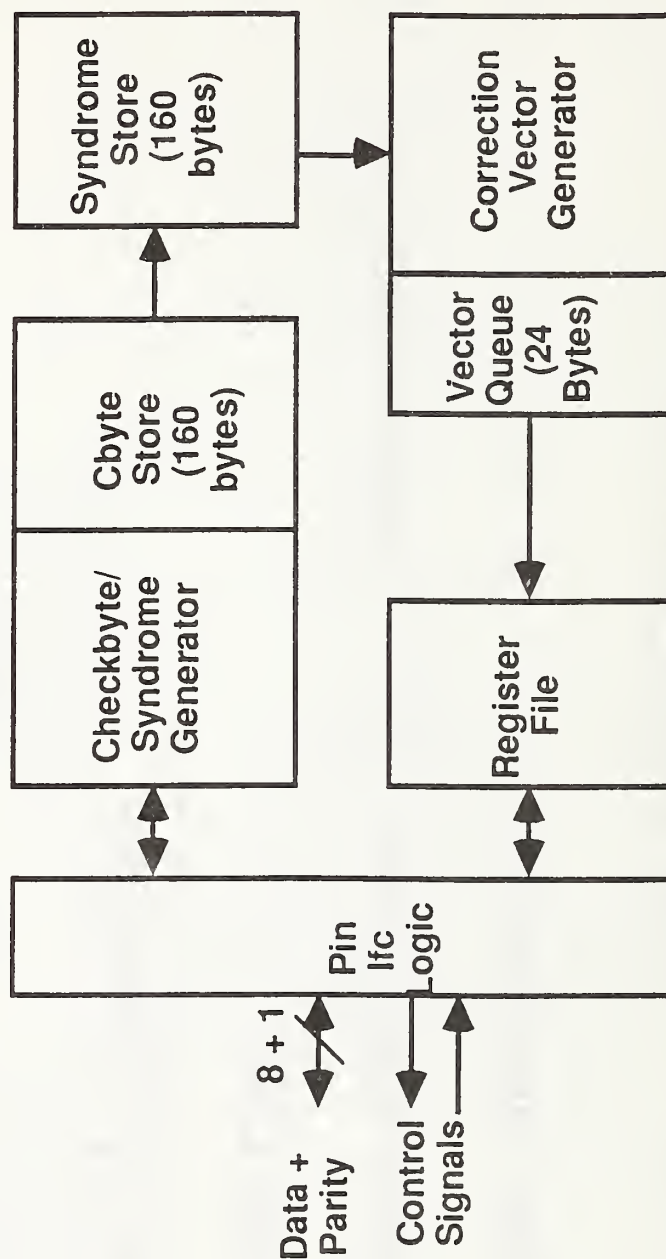 Data +
Parity
8 + 1
Control
Signals
Pin
Ifc
Logic
Checkbyte/
Syndrome
Generator
Cbyte
Store
(160
bytes)
Syndrome
Store
(160
bytes)
Register
File
Vector
Queue
(24
Bytes)
Correction
Vector
Generator